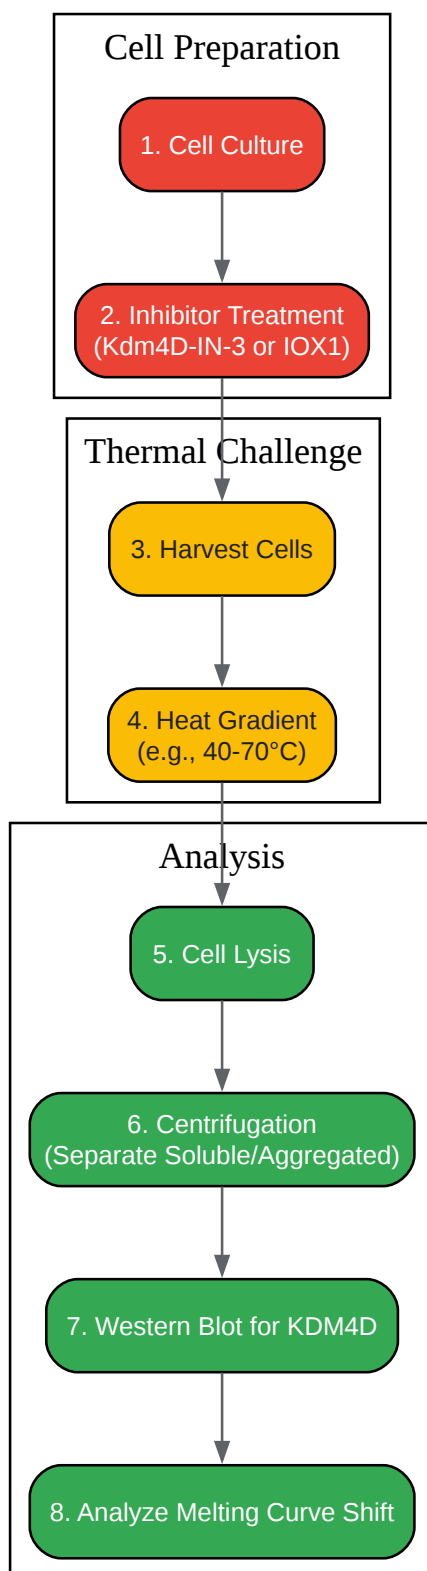 Cell Preparation
1. Cell Culture
2. Inhibitor Treatment
(Kdm4D-IN-3 or IOX1)
Thermal Challenge
3. Harvest Cells
4. Heat Gradient
(e.g., 40-70°C)
Analysis
5. Cell Lysis
6. Centrifugation
(Separate Soluble/Aggregated)
7. Western Blot for KDM4D
8. Analyze Melting Curve Shift